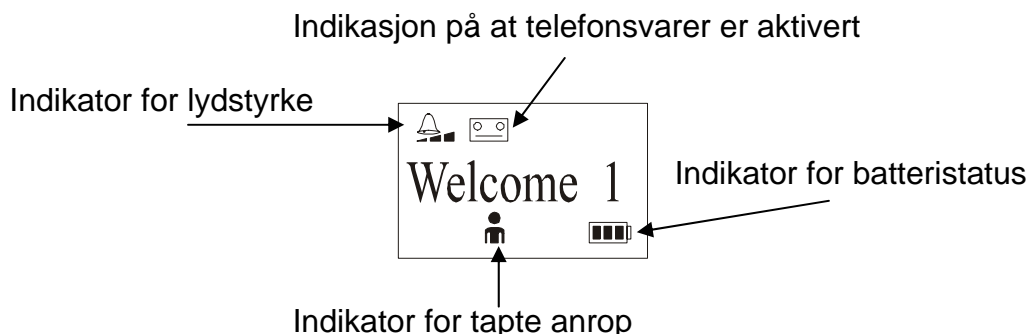 Indikasjon på at telefonsvarer er aktivert
Indikator for lydstyrke
Welcome 1
Indikator for batteristatus
Indikator for tapte anrop